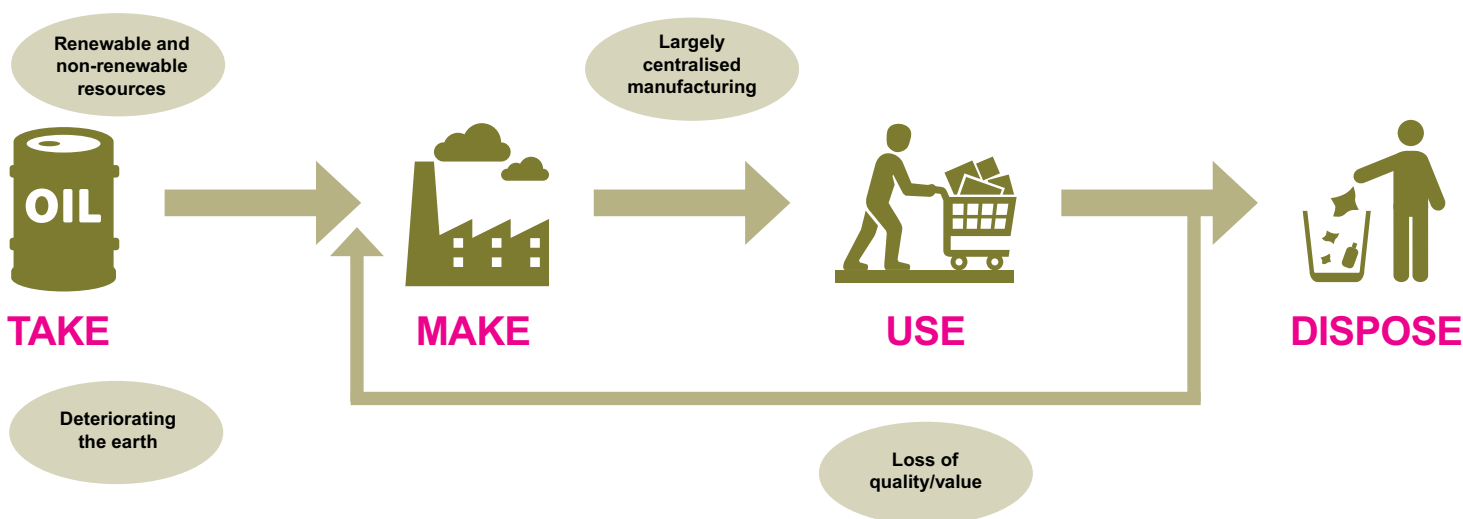 Renewable and
non-renewable
resources
Largely
centralised
manufacturing
OIL
TAKE
MAKE
USE
DISPOSE
Deteriorating
the earth
Loss of
quality/value